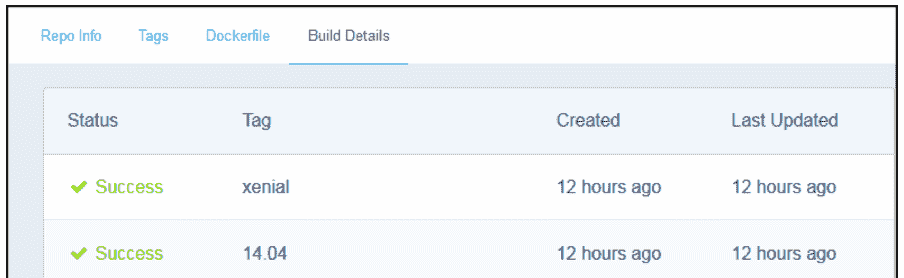 Repo Info Tags Dockerfile Build Details
Status Tag Created Last Updated
✔ Success xenial 12 hours ago 12 hours ago
✔ Success 14.04 12 hours ago 12 hours ago